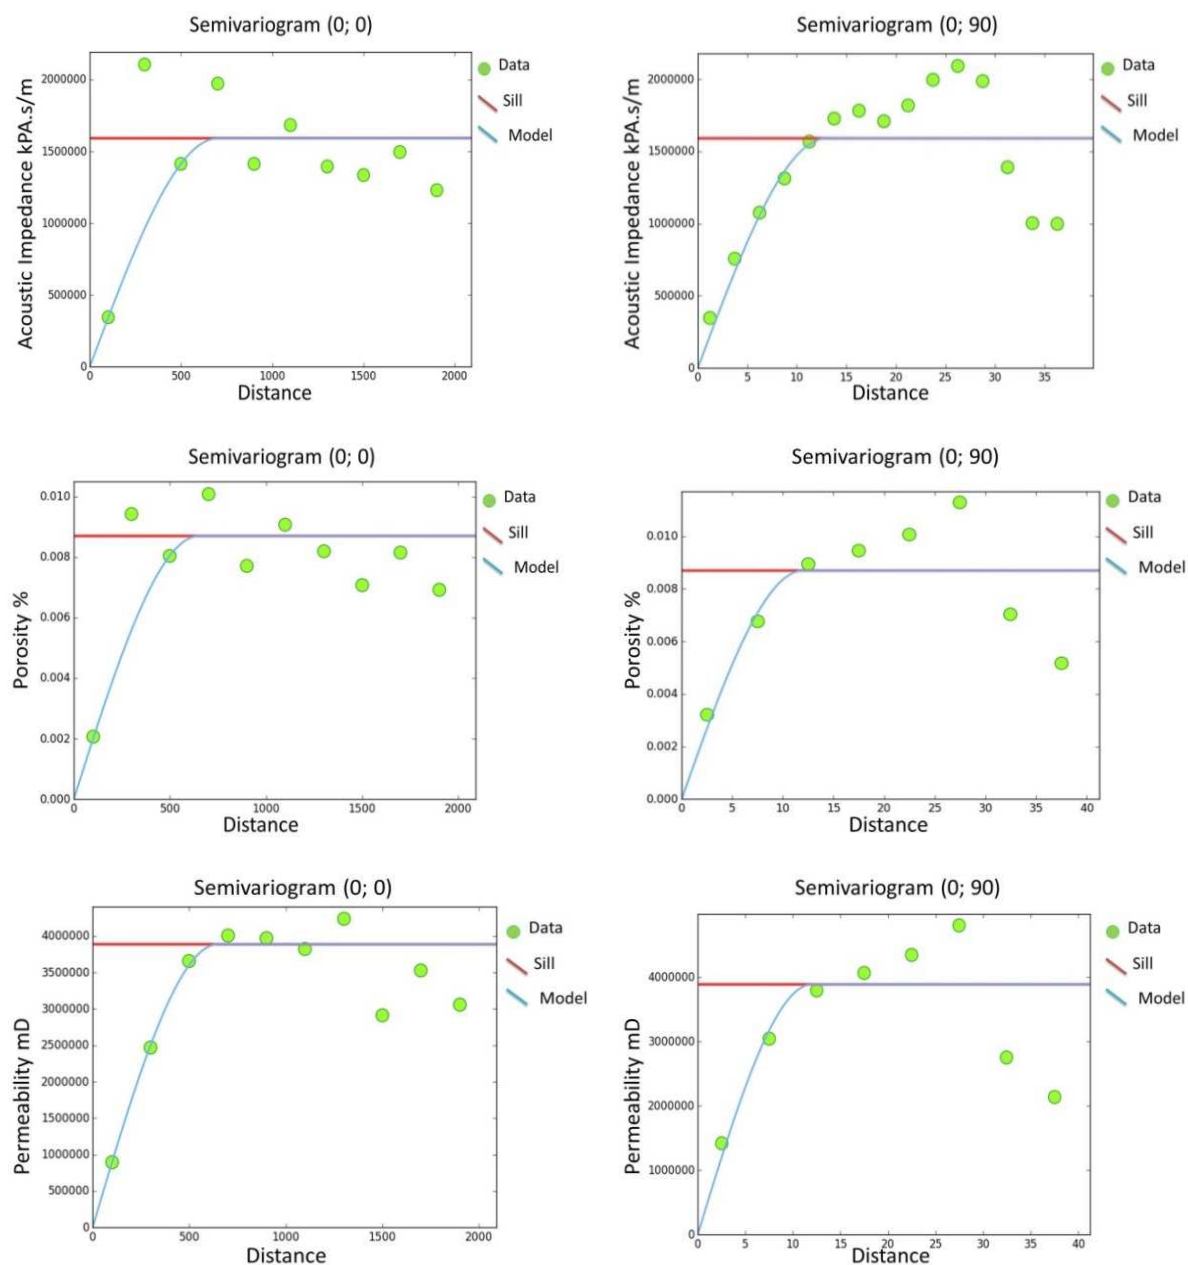 Semivariogram (0; 0)
Acoustic Impedance kPA.s/m
2000000
1500000
1000000
500000
0
0 500 1000 1500 2000
Distance
Data
Sill
Model
Semivariogram (0; 90)
Acoustic Impedance kPA.s/m
2000000
1500000
1000000
500000
0
0 5 10 15 20 25 30 35
Distance
Data
Sill
Model
Semivariogram (0; 0)
Porosity %
0.010
0.008
0.006
0.004
0.002
0.000
0 500 1000 1500 2000
Distance
Data
Sill
Model
Semivariogram (0; 90)
Porosity %
0.010
0.008
0.006
0.004
0.002
0.000
0 5 10 15 20 25 30 35 40
Distance
Data
Sill
Model
Semivariogram (0; 0)
Permeability mD
4000000
3500000
3000000
2500000
2000000
1500000
1000000
500000
0
0 500 1000 1500 2000
Distance
Data
Sill
Model
Semivariogram (0; 90)
Permeability mD
4000000
3000000
2000000
1000000
0
0 5 10 15 20 25 30 35 40
Distance
Data
Sill
Model